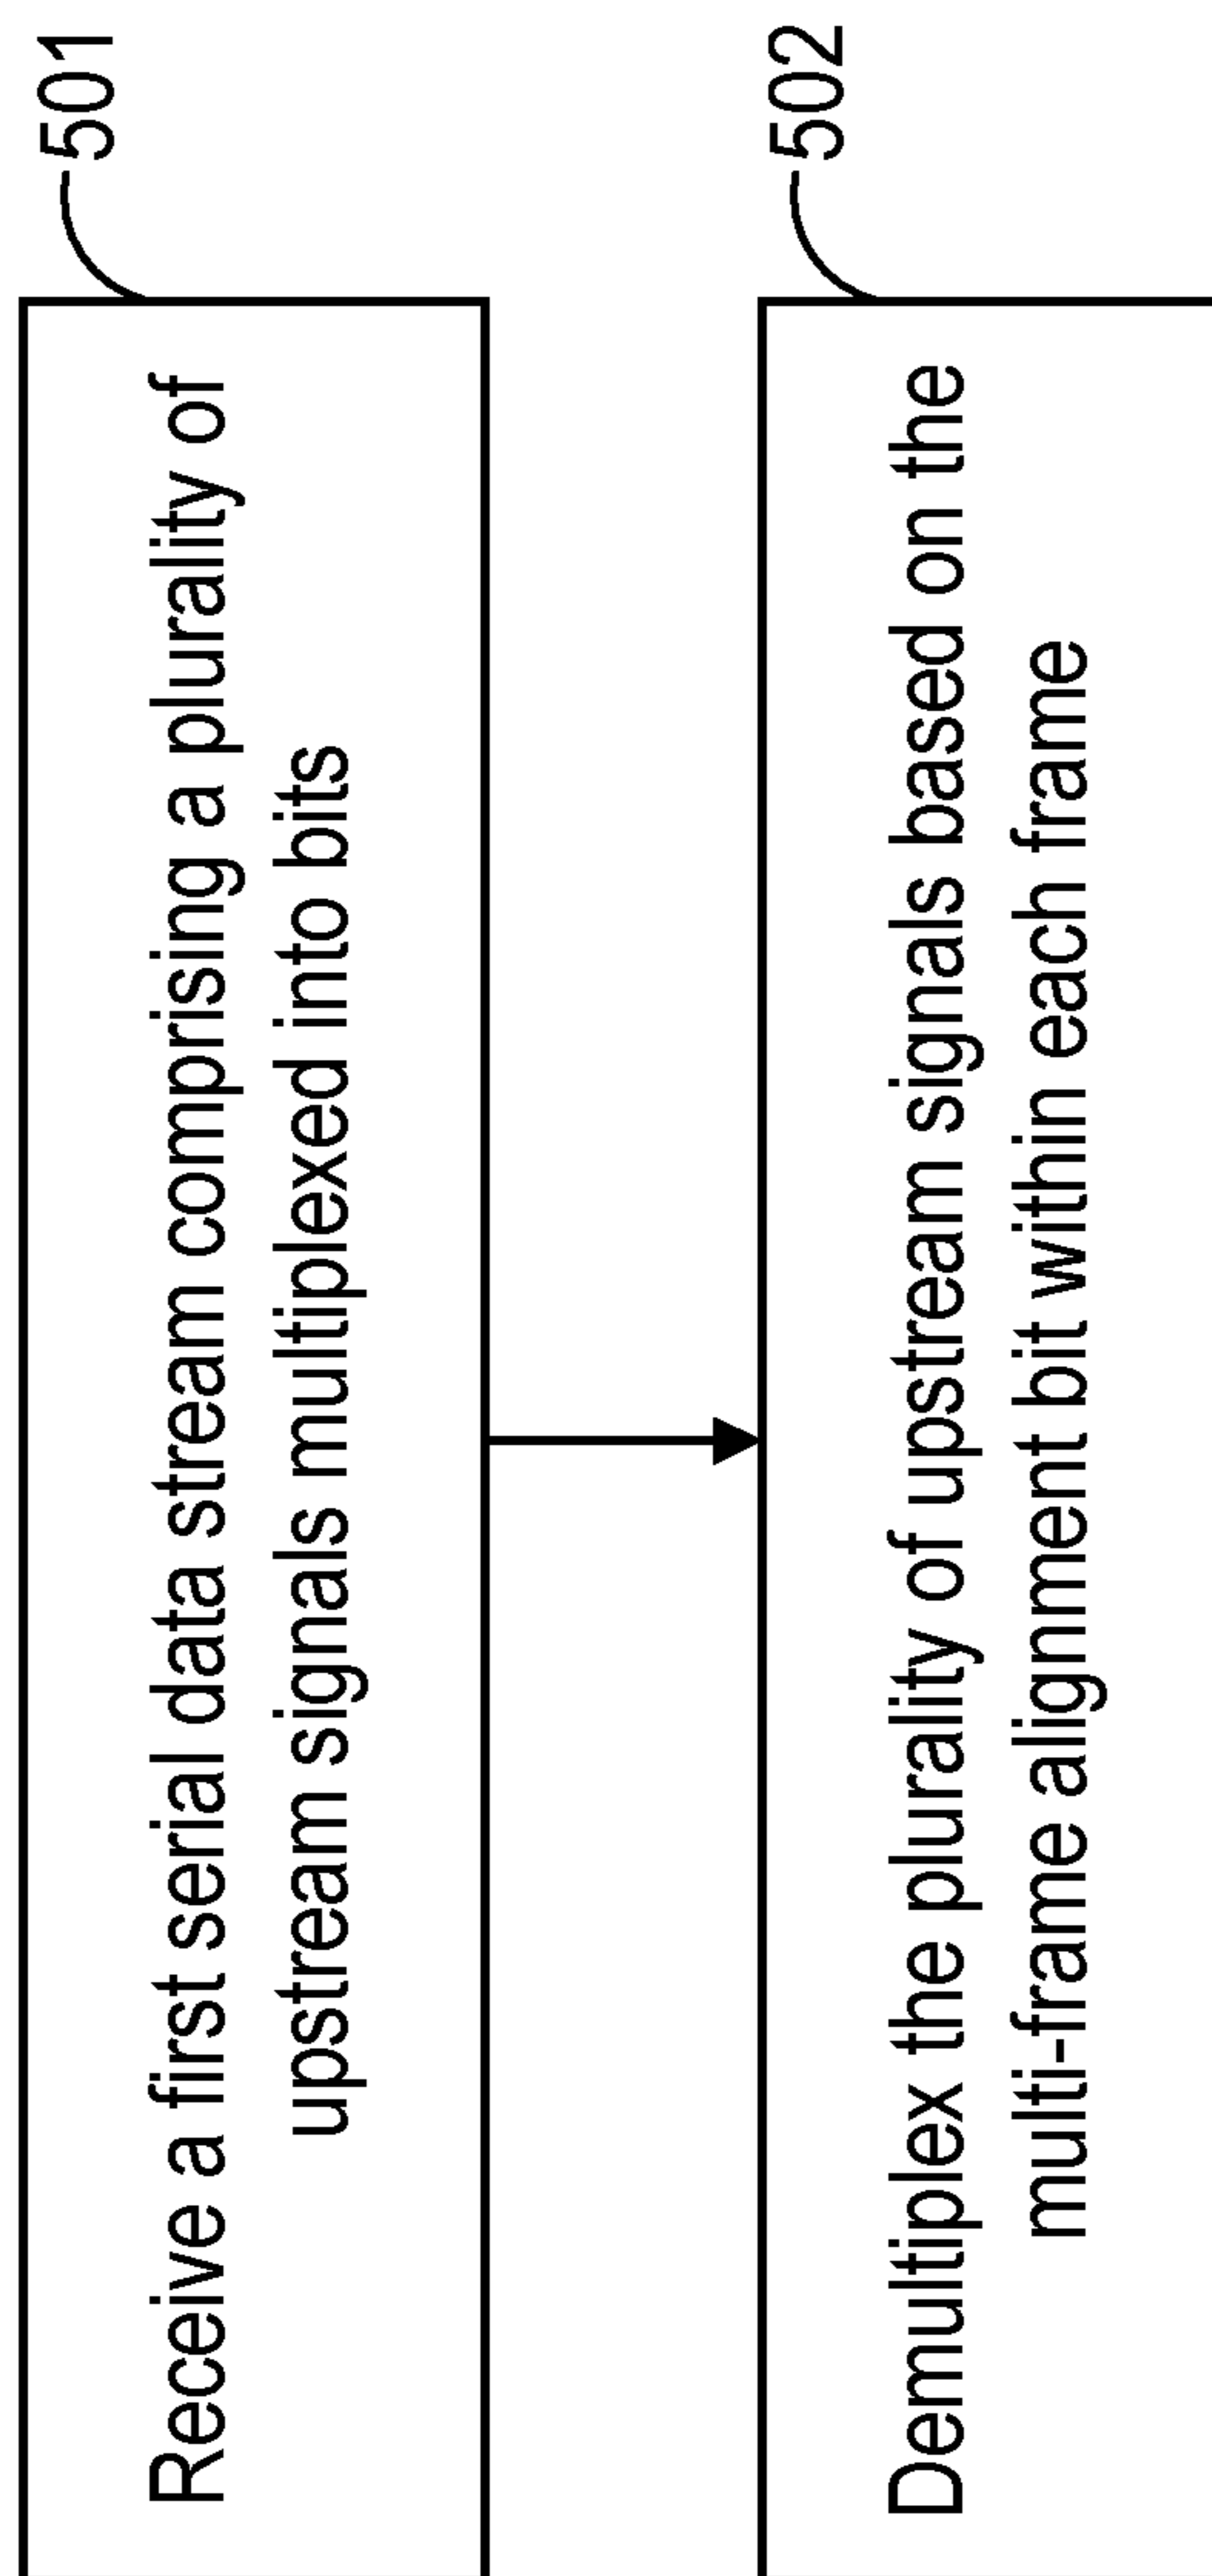 501
Receive a first serial data stream comprising a plurality of
upstream signals multiplexed into bits
502
Demultiplex the plurality of upstream signals based on the
multi-frame alignment bit within each frame